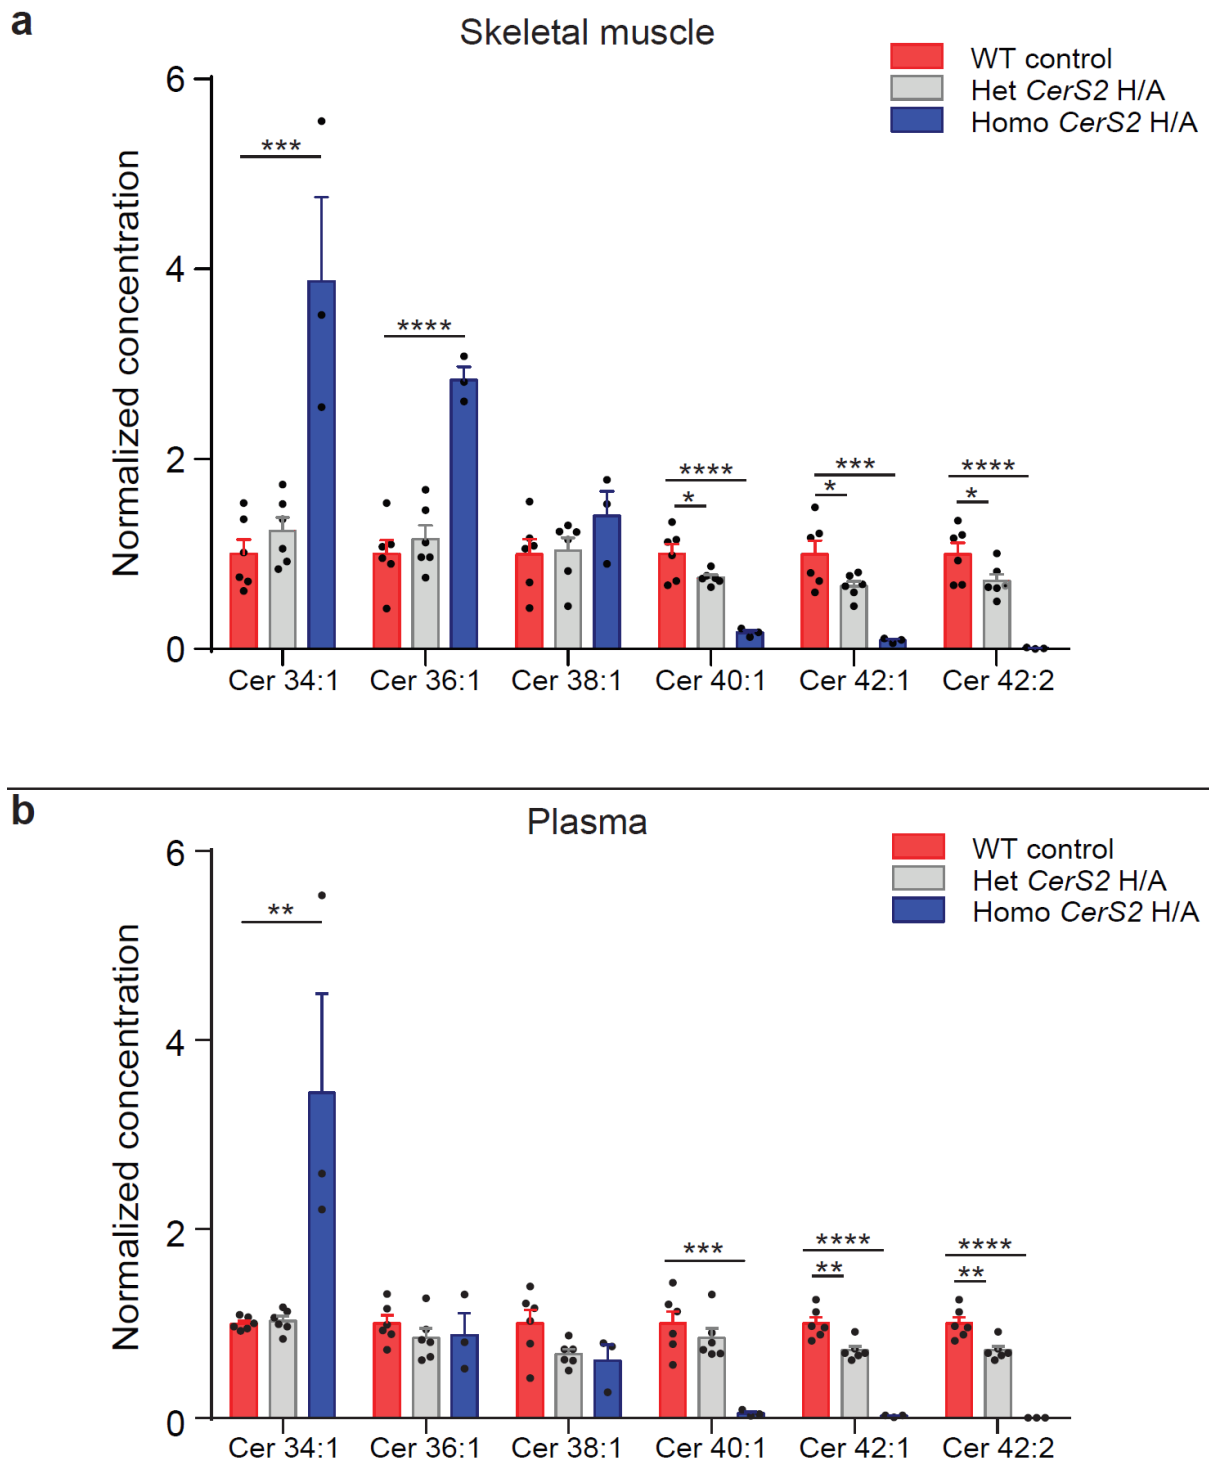 a
Skeletal muscle
WT control
Het CerS2 H/A
Homo CerS2 H/A
Normalized concentration
6
4
2
0
***
****
****
*
***
*
****
*
Cer 34:1 Cer 36:1 Cer 38:1 Cer 40:1 Cer 42:1 Cer 42:2
b
Plasma
WT control
Het CerS2 H/A
Homo CerS2 H/A
Normalized concentration
6
4
2
0
**
***
****
**
****
**
Cer 34:1 Cer 36:1 Cer 38:1 Cer 40:1 Cer 42:1 Cer 42:2